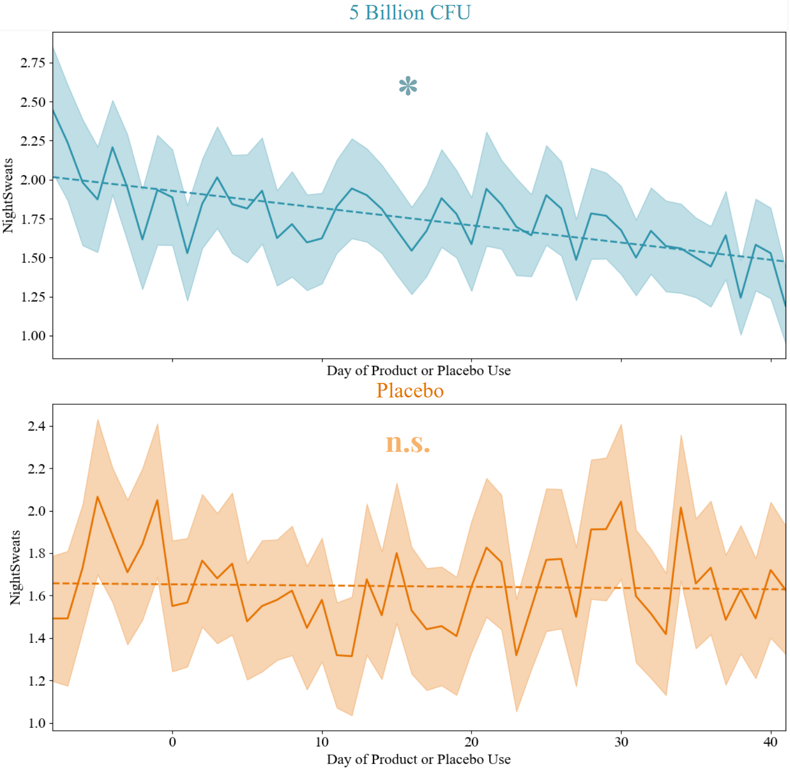 5 Billion CFU
2.75
2.50
2.25
2.00
1.75
1.50
1.25
1.00
NightSweats
*
Day of Product or Placebo Use
Placebo
2.4
2.2
2.0
1.8
1.6
1.4
1.2
1.0
NightSweats
n.s.
0 10 20 30 40
Day of Product or Placebo Use